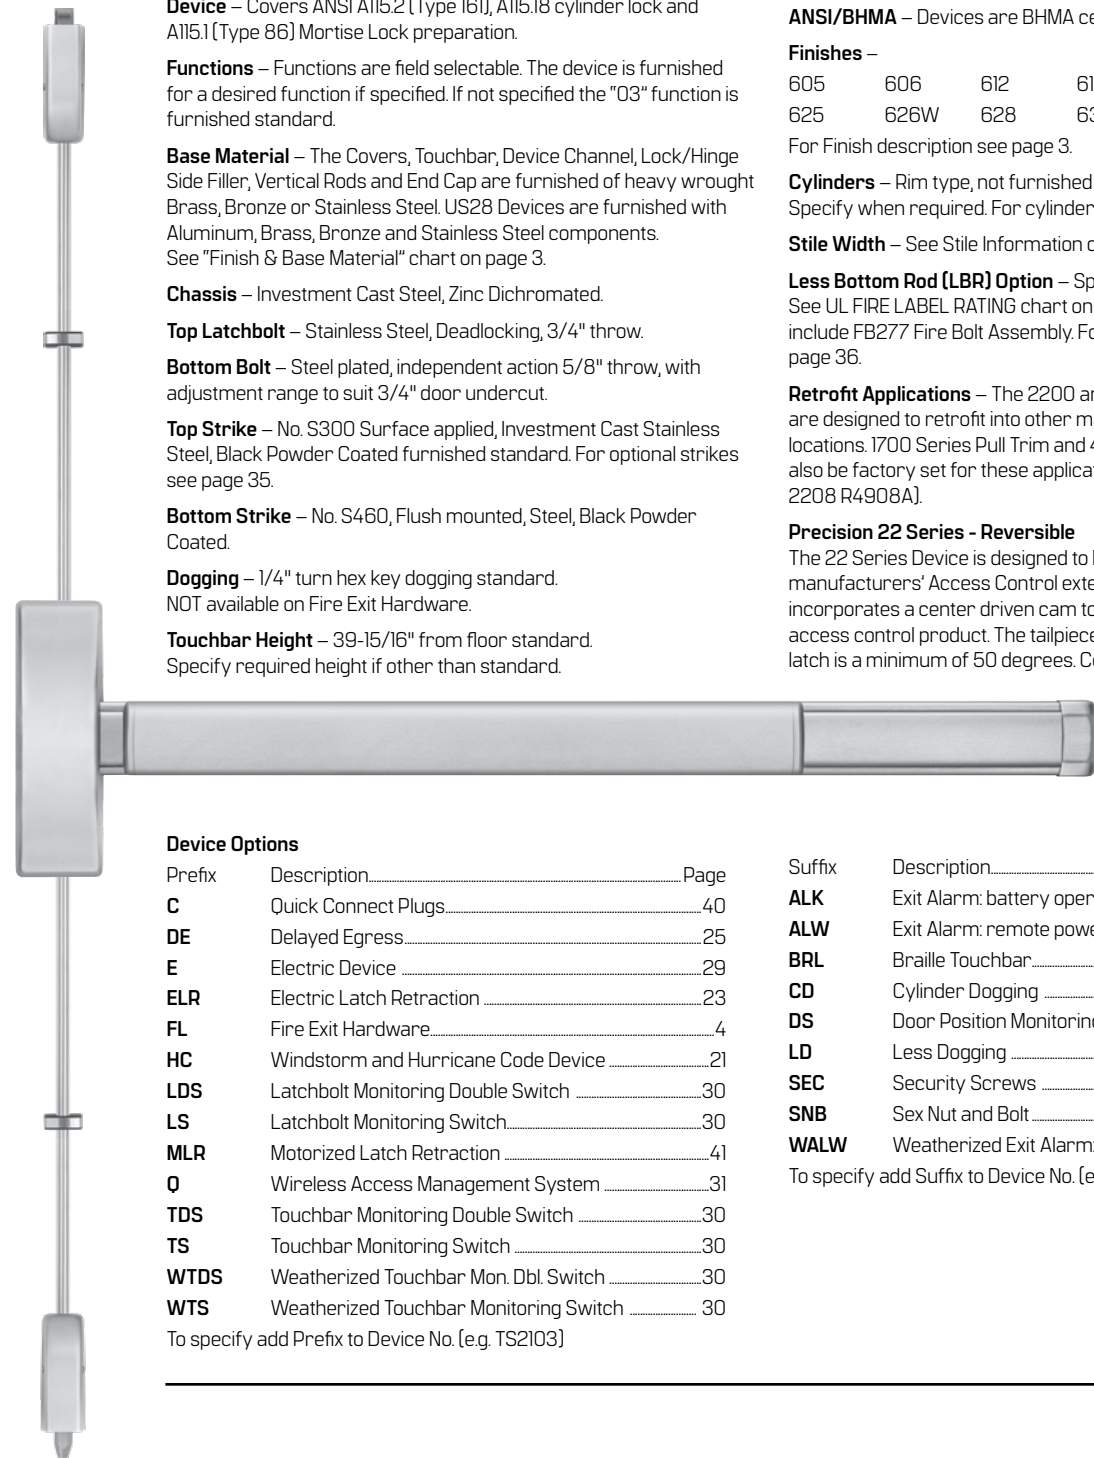 Device – Covers ANSI A115.2 (Type 161), A115.18 cylinder lock and
A115.1 (Type 86) Mortise Lock preparation.
Functions – Functions are field selectable. The device is furnished
for a desired function if specified. If not specified the "03" function is
furnished standard.
Base Material – The Covers, Touchbar, Device Channel, Lock/Hinge
Side Filler, Vertical Rods and End Cap are furnished of heavy wrought
Brass, Bronze or Stainless Steel. US28 Devices are furnished with
Aluminum, Brass, Bronze and Stainless Steel components.
See "Finish & Base Material" chart on page 3.
Chassis – Investment Cast Steel, Zinc Dichromated.
Top Latchbolt – Stainless Steel, Deadlocking, 3/4" throw.
Bottom Bolt – Steel plated, independent action 5/8" throw, with
adjustment range to suit 3/4" door undercut.
Top Strike – No. S300 Surface applied, Investment Cast Stainless
Steel, Black Powder Coated furnished standard. For optional strikes
see page 35.
Bottom Strike – No. S460, Flush mounted, Steel, Black Powder
Coated.
Dogging – 1/4" turn hex key dogging standard.
NOT available on Fire Exit Hardware.
Touchbar Height – 39-15/16" from floor standard.
Specify required height if other than standard.
ANSI/BHMA – Devices are BHMA
Finishes –
605 606 612
625 626W 628
For Finish description see page 3.
Cylinders – Rim type, not furnished
Specify when required. For cylinder
Stile Width – See Stile Information
Less Bottom Rod (LBR) Option –
See UL FIRE LABEL RATING chart on
include FB277 Fire Bolt Assembly.
page 36.
Retrofit Applications – The 2200
are designed to retrofit into other
locations. 1700 Series Pull Trim and
also be factory set for these
2208 R4908A).
Precision 22 Series - Reversible
The 22 Series Device is designed to
manufacturers' Access Control
incorporates a center driven cam to
access control product. The tailpiece
latch is a minimum of 50 degrees.
Device Options
Prefix Description Page
C Quick Connect Plugs 40
DE Delayed Egress 25
E Electric Device 29
ELR Electric Latch Retraction 23
FL Fire Exit Hardware 4
HC Windstorm and Hurricane Code Device 21
LDS Latchbolt Monitoring Double Switch 30
LS Latchbolt Monitoring Switch 30
MLR Motorized Latch Retraction 41
Q Wireless Access Management System 31
TDS Touchbar Monitoring Double Switch 30
TS Touchbar Monitoring Switch 30
WTDS Weatherized Touchbar Mon. Dbl. Switch 30
WTS Weatherized Touchbar Monitoring Switch 30
To specify add Prefix to Device No. (e.g. TS2103)
Suffix Description
ALK Exit Alarm: battery
ALW Exit Alarm: remote
BRL Braille Touchbar
CD Cylinder Dogging
DS Door Position
LD Less Dogging
SEC Security Screws
SNB Sex Nut and Bolt
WALW Weatherized Exit Alarm:
To specify add Suffix to Device No.